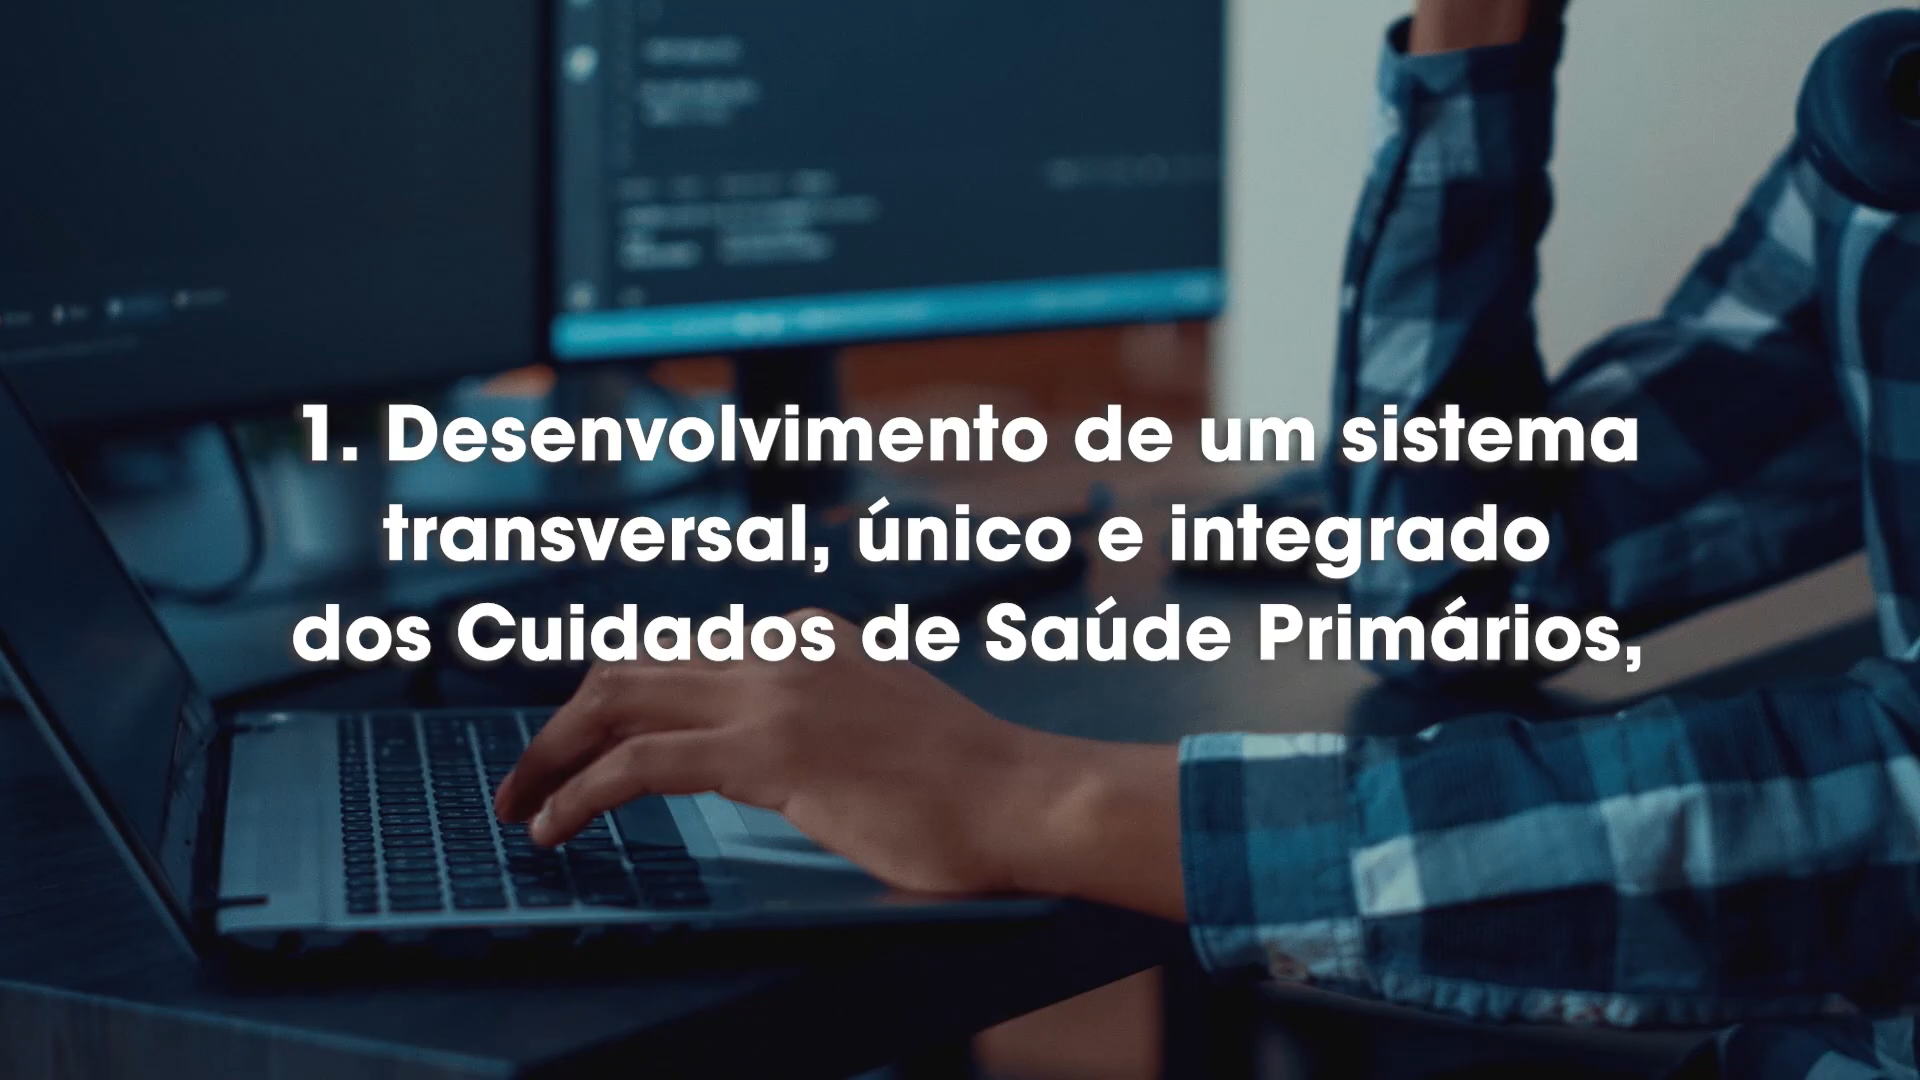 1. Desenvolvimento de um sistema
transversal, único e integrado
dos Cuidados de Saúde Primários,